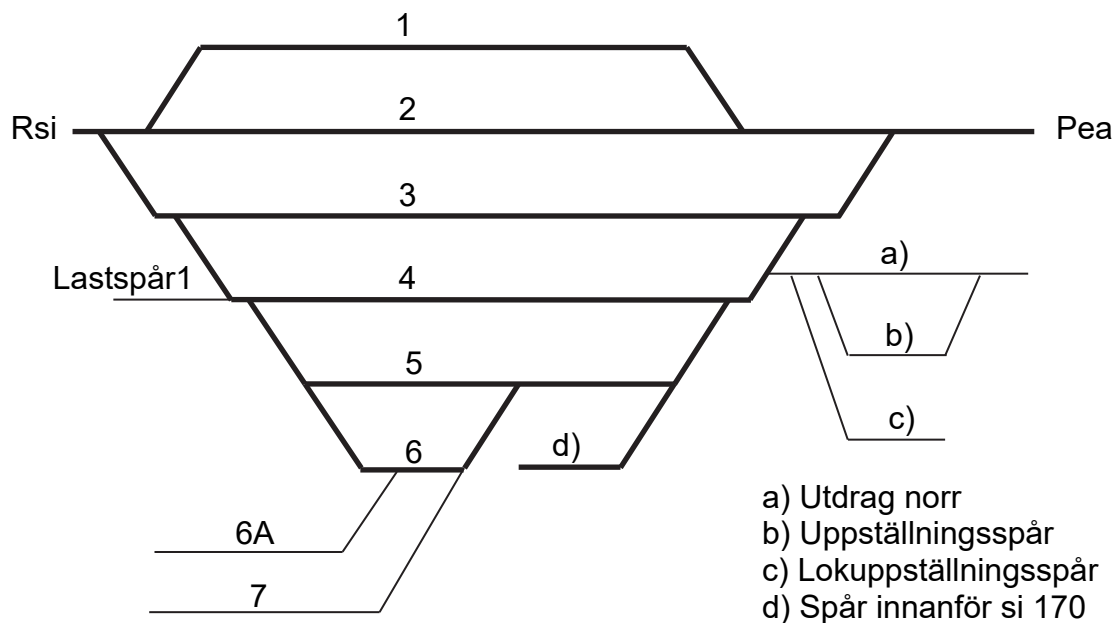 1
Rsi
2
Pea
3
Lastspår1
4
a)
b)
5
c)
6
d)
6A
7
a) Utdrag norr
b) Uppställningsspår
c) Lokuppställningsspår
d) Spår innanför si 170